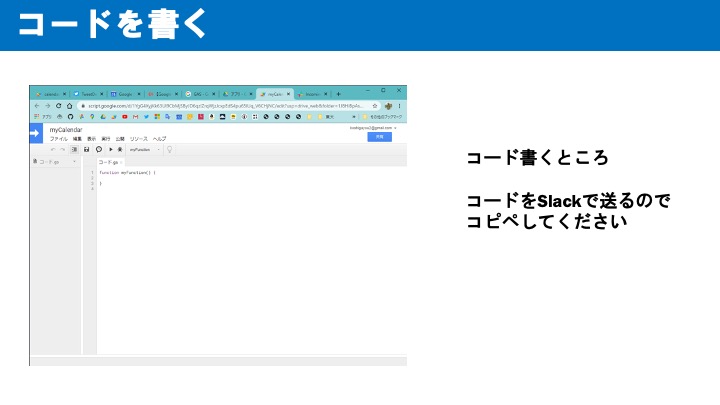 コードを書く
myCalendar
ファイル 編集 表示 実行 公開 リソース ヘルプ
myFunction
コード.gs
コード.gs
1 function myFunction() {
2
3 }
4
コード書くところ
コードをSlackで送るので
コピペしてください